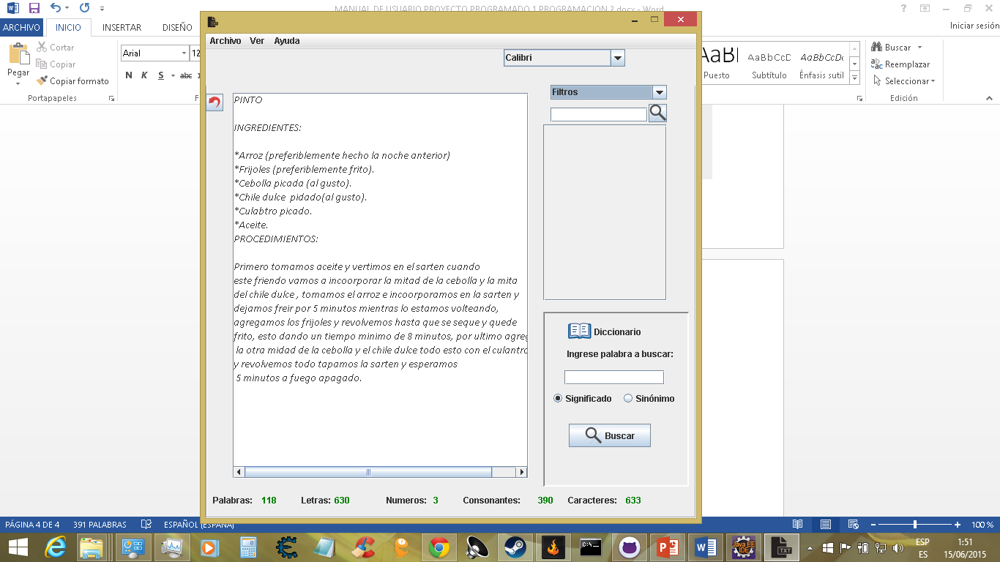 MANUAL DE USUARIO PROYECTO PROGRAMADO 1 PROGRAMACION 2.docx - Word
ARCHIVO INICIO INSERTAR DISEÑO
Iniciar sesión
Pegar
Cortar
Copiar
Copiar formato
Portapapeles
Arial 12
N K S abc
F
Puesto
AaBbCcD Subtítulo
AaBbCcDc Énfasis sutil
Buscar
Reemplazar
Seleccionar
Edición
Archivo Ver Ayuda
Calibri
Filtros
PINTO
INGREDIENTES:
*Arroz (preferiblemente hecho la noche anterior)
*Frijoles (preferiblemente frito).
*Cebolla picada (al gusto).
*Chile dulce  pidado(al gusto).
*Culabtro picado.
*Aceite.
PROCEDIMIENTOS:
Primero tomamos aceite y vertimos en el sarten cuando
este friendo vamos a incoorporar la mitad de la cebolla y la mita
del chile dulce , tomamos el arroz e incoorporamos en la sarten y
dejamos freir por 5 minutos mientras lo estamos volteando,
agregamos los frijoles y revolvemos hasta que se seque y quede
frito, esto dando un tiempo minimo de 8 minutos, por ultimo agreg
la otra midad de la cebolla y el chile dulce todo esto con el culantro
y revolvemos todo tapamos la sarten y esperamos
5 minutos a fuego apagado.
Diccionario
Ingrese palabra a buscar:
Significado Sinónimo
Buscar
Palabras: 118 Letras: 630 Numeros: 3 Consonantes: 390 Caracteres: 633
PÁGINA 4 DE 4 391 PALABRAS ESPAÑOL (ESPAÑA) 100 %
Java EE IDE
TXT
ESP
ES
1:51
15/06/2015